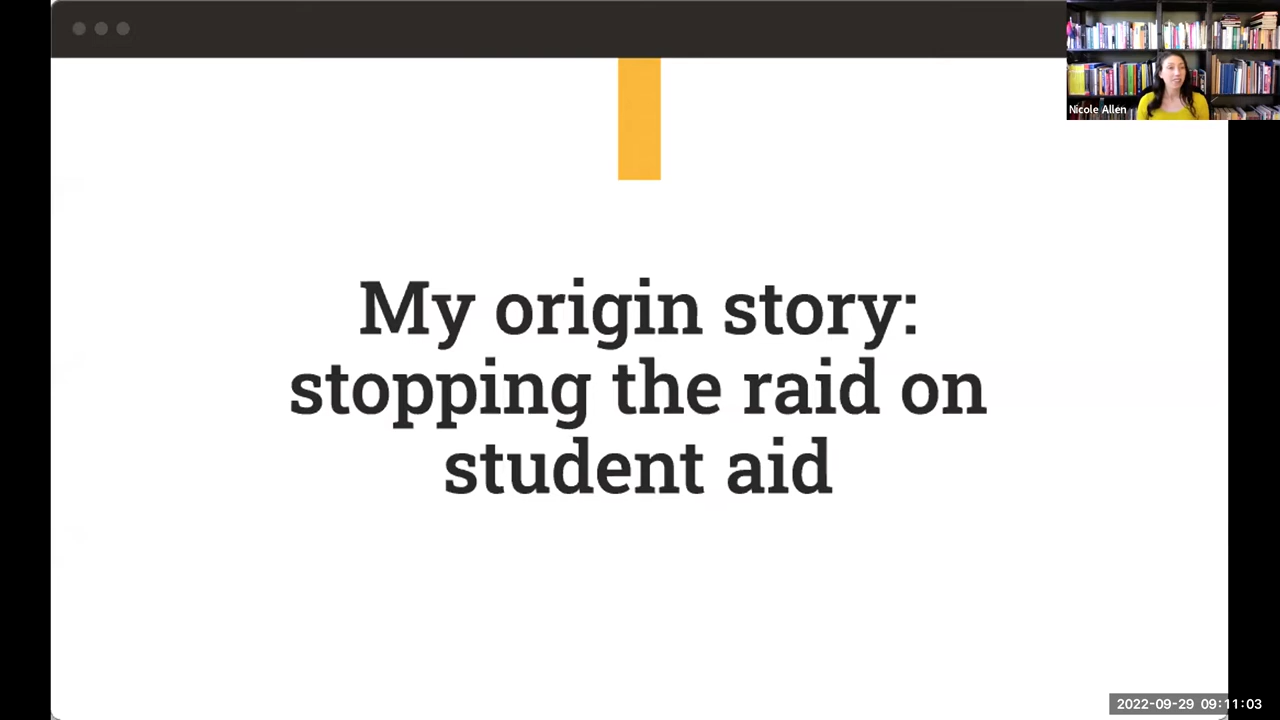 Nicole Allen
My origin story:
stopping the raid on
student aid
2022-09-29 09:11:03